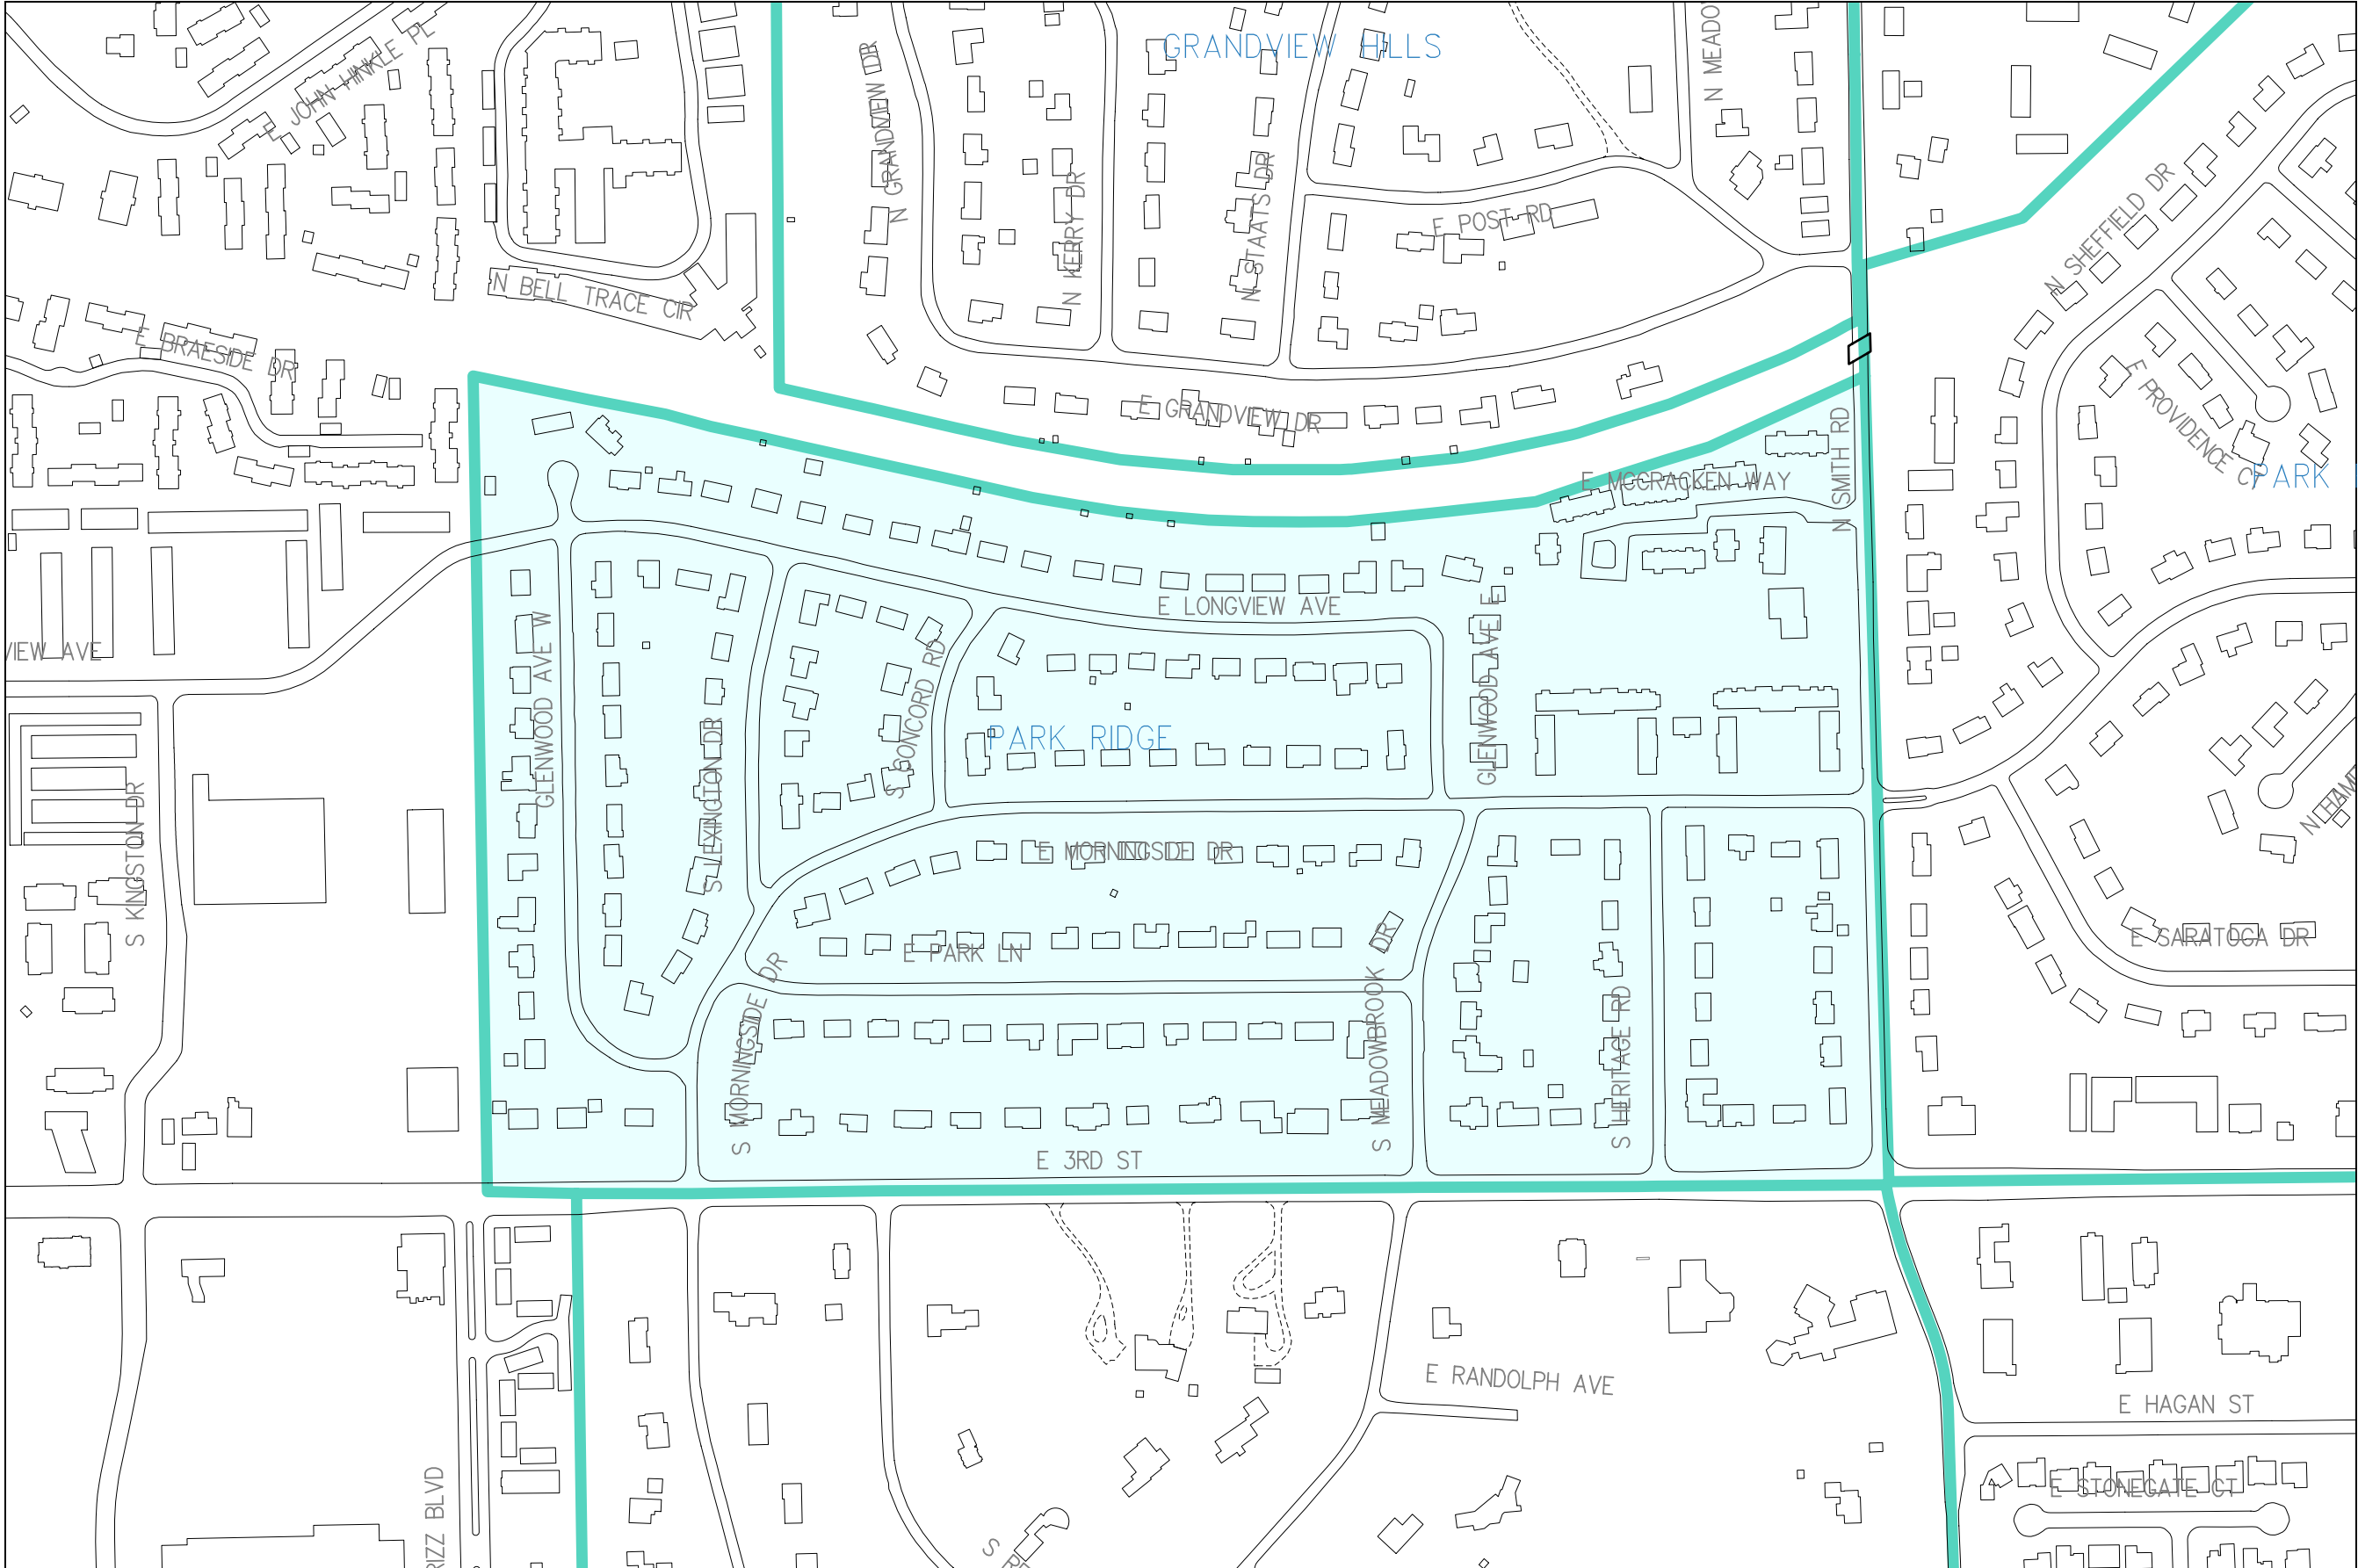 GRANDVIEW HILLS
E JOHN HINKLE PL
N GRANDVIEW DR
N KERRY DR
N STAATS DR
E POST RD
N SHEFFIELD DR
N BELL TRACE CIR
E BRAESIDE DR
E GRANDVIEW DR
E PROVIDENCE CT
PARK
E MCCRACKEN WAY
N SMITH RD
E LONGVIEW AVE
VIEW AVE
GLENWOOD AVE W
S CONCORD RD
GLENWOOD AVE E
PARK RIDGE
S LEXINGTON DR
S KINGSTON DR
E MORNINGSIDE DR
E PARK LN
E SARATOGA DR
S MORNINGSIDE DR
S MEADOWBROOK DR
S HERITAGE RD
E 3RD ST
E RANDOLPH AVE
E HAGAN ST
E STONEGATE CT
RIZZ BLVD